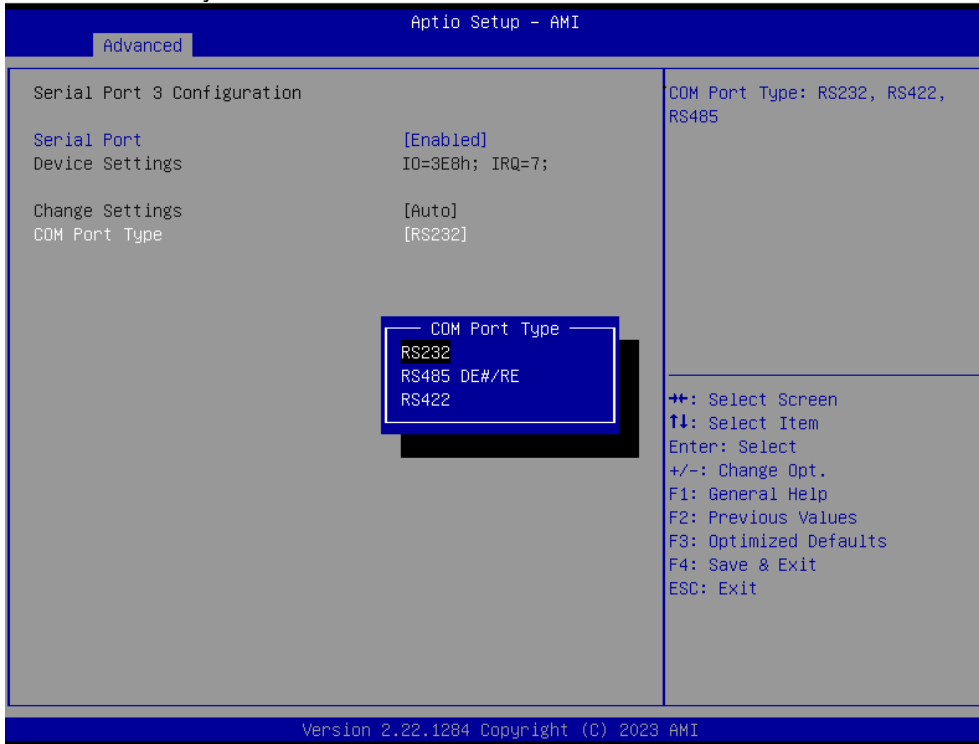 Aptio Setup – AMI
Advanced
Serial Port 3 Configuration
Serial Port [Enabled]
Device Settings IO=3E8h; IRQ=7;
Change Settings [Auto]
COM Port Type [RS232]
COM Port Type
RS232
RS485 DE#/RE
RS422
COM Port Type: RS232, RS422,
RS485
→←: Select Screen
↑↓: Select Item
Enter: Select
+/-: Change Opt.
F1: General Help
F2: Previous Values
F3: Optimized Defaults
F4: Save & Exit
ESC: Exit
Version 2.22.1284 Copyright (C) 2023 AMI